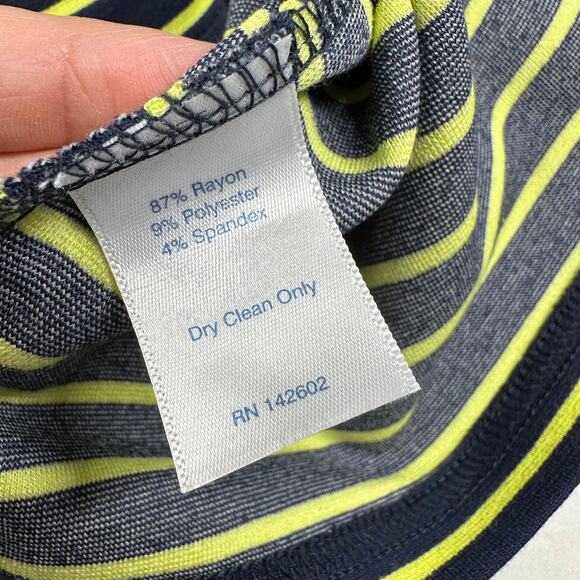 87% Rayon
9% Polyester
4% Spandex
Dry Clean Only
RN 142602